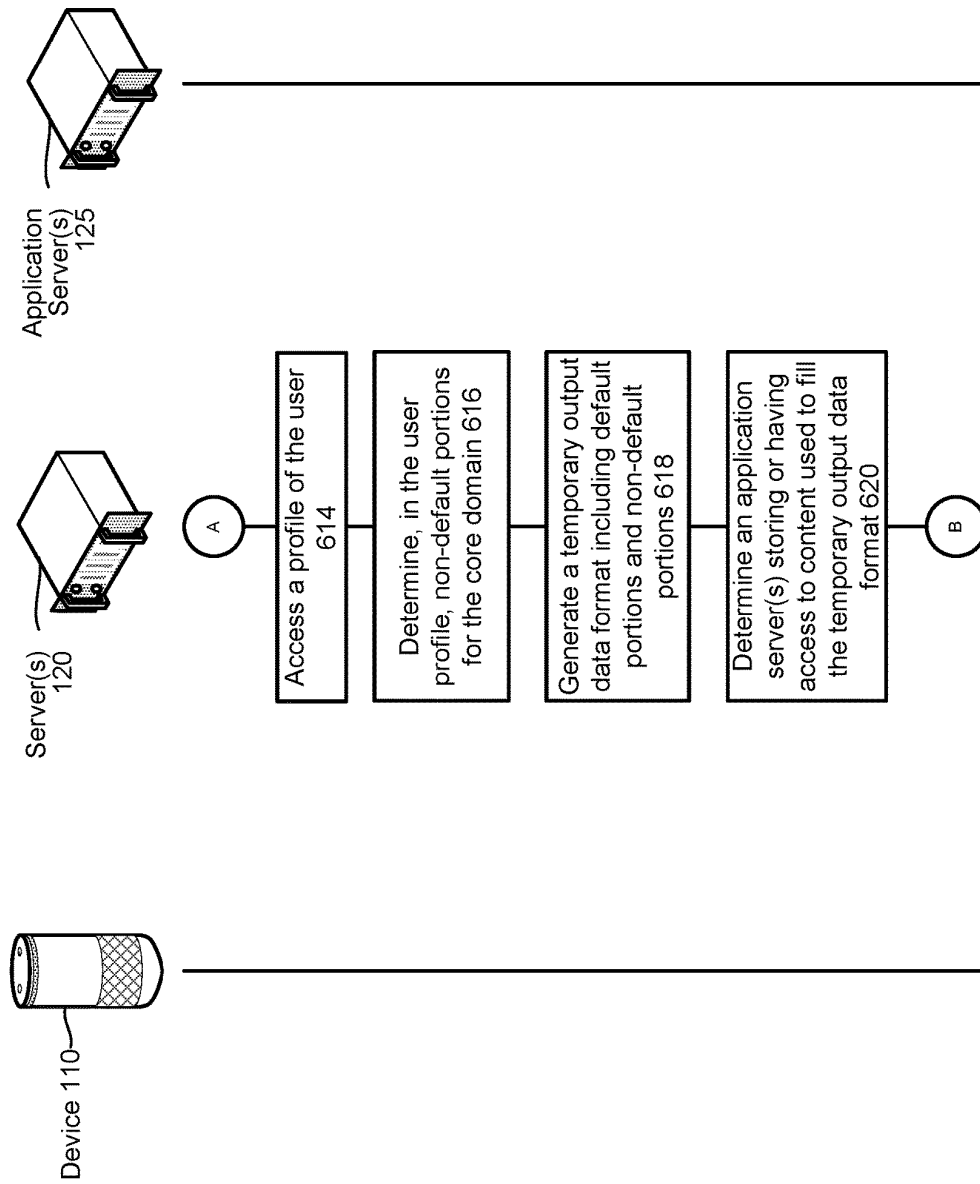 Device 110
Server(s)
120
Application
Server(s)
125
A
Access a profile of the user
614
Determine, in the user
profile, non-default portions
for the core domain 616
Generate a temporary output
data format including default
portions and non-default
portions 618
Determine an application
server(s) storing or having
access to content used to fill
the temporary output data
format 620
B